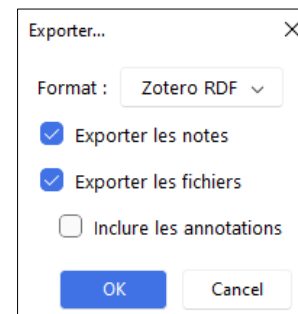 Exporter...
Format : Zotero RDF
Exporter les notes
Exporter les fichiers
Inclure les annotations
OK Cancel